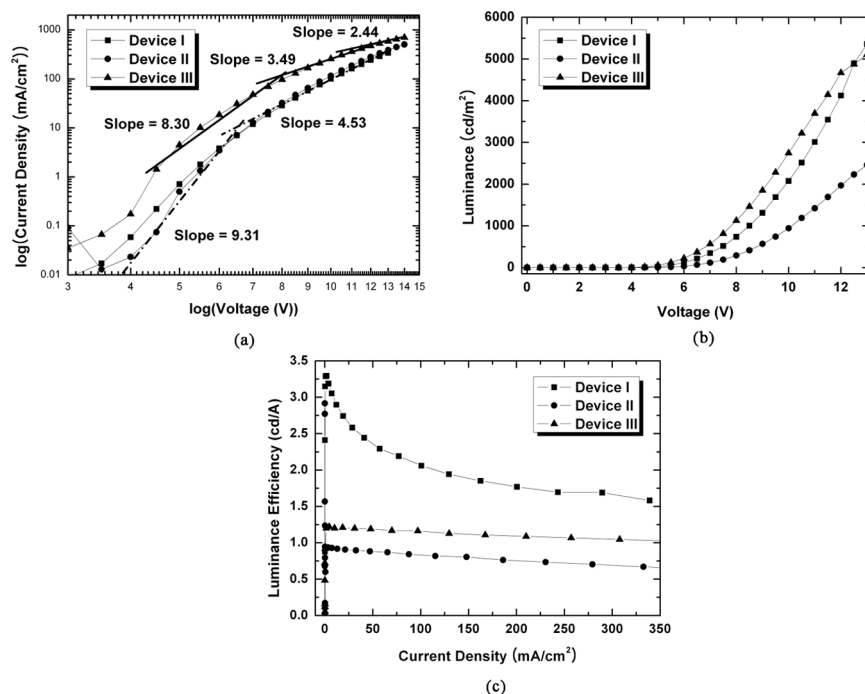 Device I
Device II
Device III
Slope = 2.44
Slope = 3.49
Slope = 8.30
Slope = 4.53
Slope = 9.31
1000
100
10
1
0.1
0.01
3 4 5 6 7 8 9 10 11 12 13 14 15
log(Current Density (mA/cm²))
log(Voltage (V))
(a)
Device I
Device II
Device III
6000
5000
4000
3000
2000
1000
0
0 2 4 6 8 10 12
Luminance (cd/m²)
Voltage (V)
(b)
Device I
Device II
Device III
3.5
3.0
2.5
2.0
1.5
1.0
0.5
0.0
0 50 100 150 200 250 300 350
Luminance Efficiency (cd/A)
Current Density (mA/cm²)
(c)